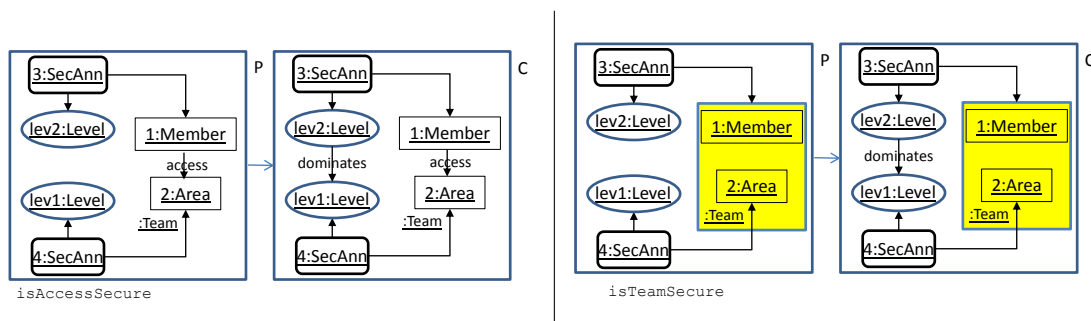 P
3:SecAnn
lev2:Level
1:Member
access
lev1:Level
2:Area
:Team
4:SecAnn
C
3:SecAnn
lev2:Level
1:Member
dominates
access
lev1:Level
2:Area
:Team
4:SecAnn
isAccessSecure
P
3:SecAnn
lev2:Level
1:Member
lev1:Level
2:Area
:Team
4:SecAnn
C
3:SecAnn
lev2:Level
1:Member
dominates
lev1:Level
2:Area
:Team
4:SecAnn
isTeamSecure